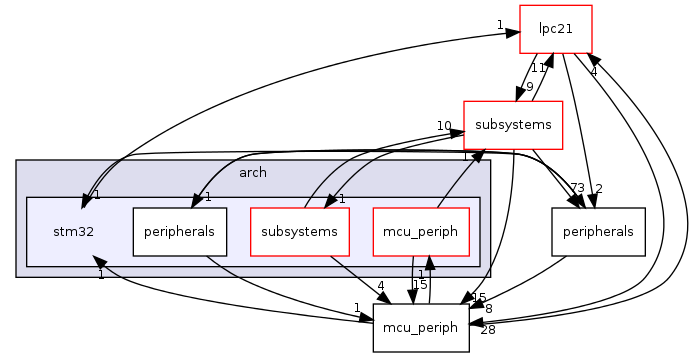 1
lpc21
11
4
9
10
subsystems
1
arch
1
1
1
73
2
stm32
peripherals
subsystems
mcu_periph
peripherals
1
1
4
15
15
1
8
mcu_periph
28